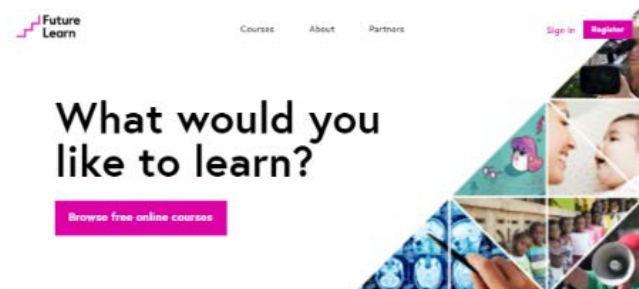 Future
Learn
Courses About Partners Sign in Register
What would you
like to learn?
Browse free online courses